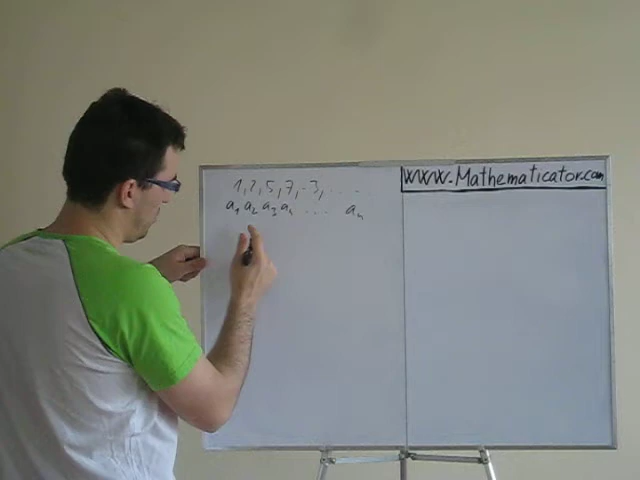 1, 2, 5, 7, -3, ....
a₁ a₂ a₃ a₄ ... aₙ
www.Mathematicator.com